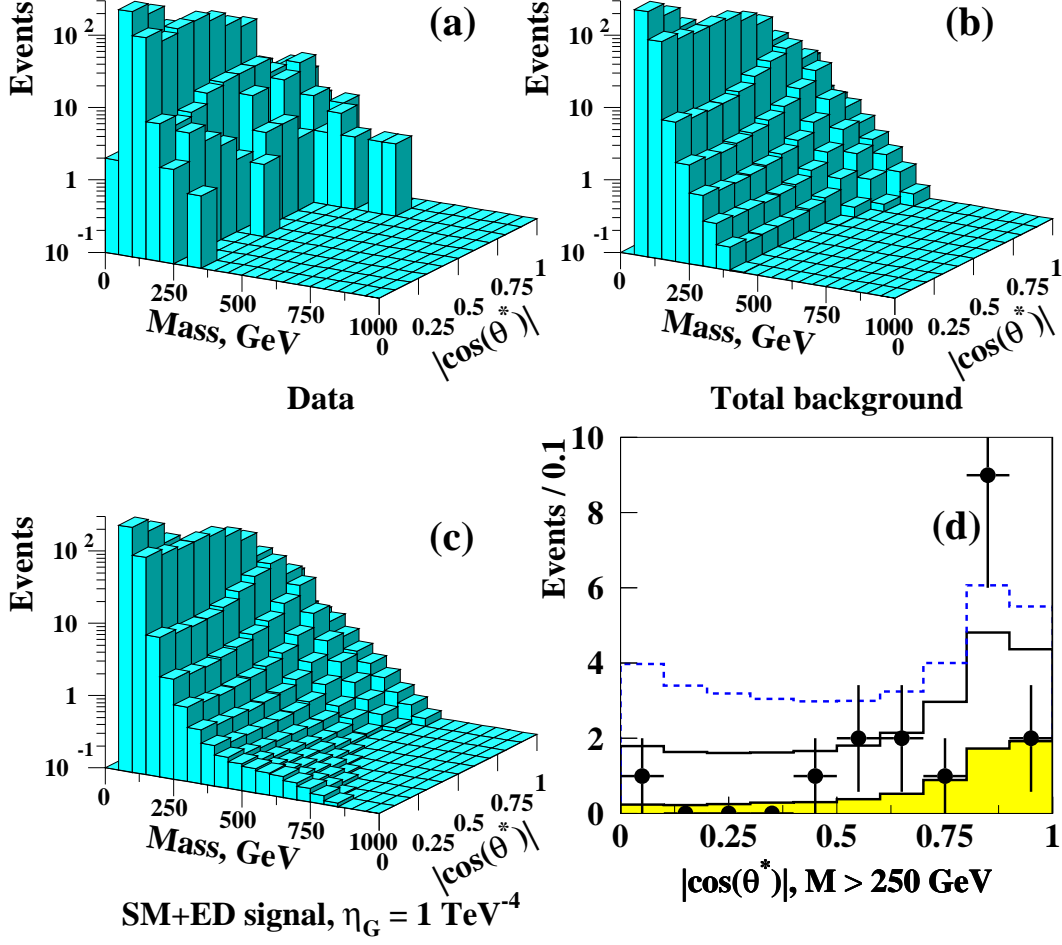 (a)
Events
10 2
10
1
10 -1
0
250
500
750
1000
0
0.25
0.5
0.75
1
Mass, GeV
|cos(θ*)|
Data
(b)
Events
10 2
10
1
10 -1
0
250
500
750
1000
0
0.25
0.5
0.75
1
Mass, GeV
|cos(θ*)|
Total background
(c)
Events
10 2
10
1
10 -1
0
250
500
750
1000
0
0.25
0.5
0.75
1
Mass, GeV
|cos(θ*)|
SM+ED signal, η_G = 1 TeV⁻⁴
(d)
Events / 0.1
10
8
6
4
2
0
0
0.25
0.5
0.75
1
|cos(θ*)|, M > 250 GeV